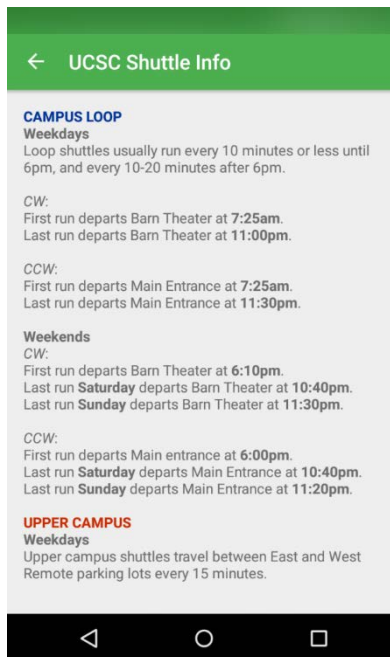 UCSC Shuttle Info
CAMPUS LOOP
Weekdays
Loop shuttles usually run every 10 minutes or less until
6pm, and every 10-20 minutes after 6pm.
CW:
First run departs Barn Theater at 7:25am.
Last run departs Barn Theater at 11:00pm.
CCW:
First run departs Main Entrance at 7:25am.
Last run departs Main Entrance at 11:30pm.
Weekends
CW:
First run departs Barn Theater at 6:10pm.
Last run Saturday departs Barn Theater at 10:40pm.
Last run Sunday departs Barn Theater at 11:30pm.
CCW:
First run departs Main entrance at 6:00pm.
Last run Saturday departs Main Entrance at 10:40pm.
Last run Sunday departs Main Entrance at 11:20pm.
UPPER CAMPUS
Weekdays
Upper campus shuttles travel between East and West
Remote parking lots every 15 minutes.